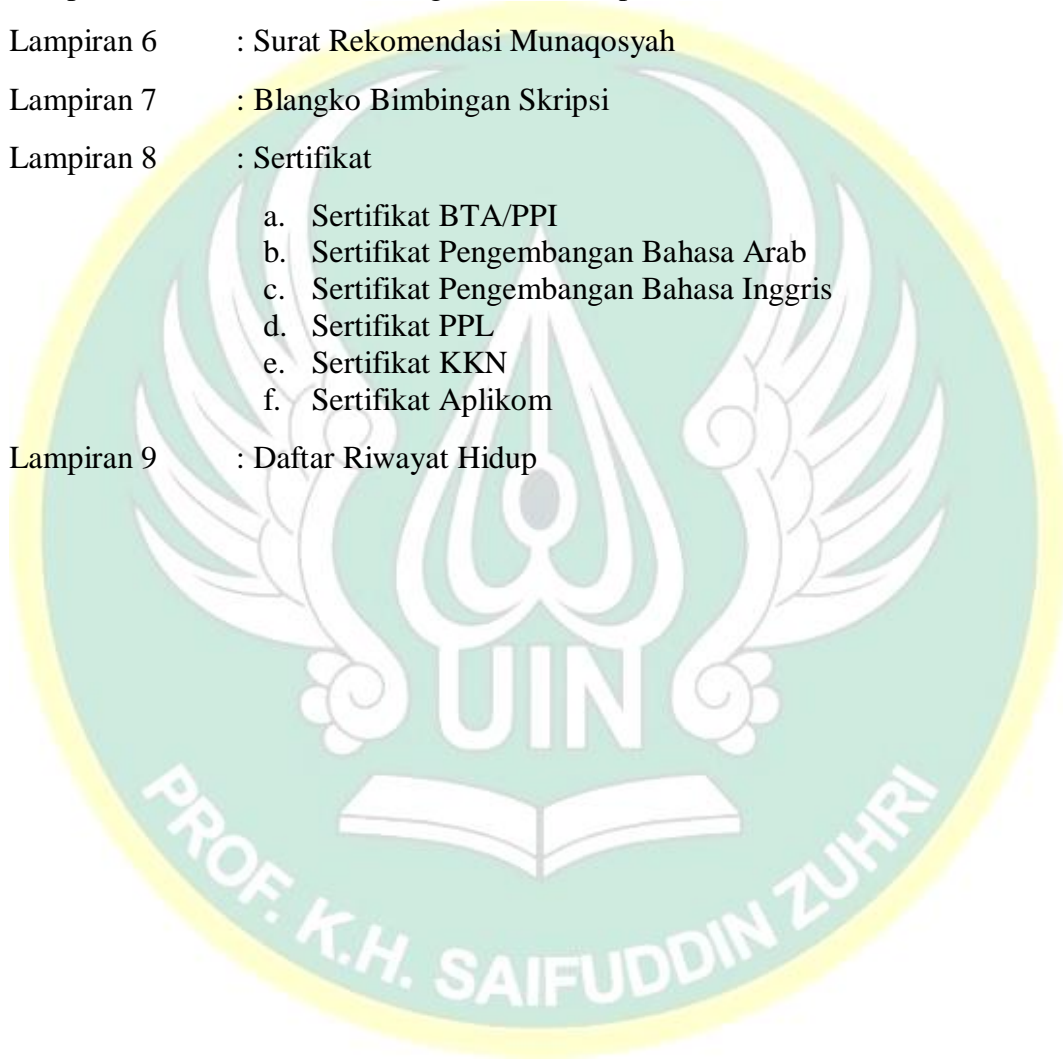 Lampiran 6 : Surat Rekomendasi Munaqosyah
Lampiran 7 : Blangko Bimbingan Skripsi
Lampiran 8 : Sertifikat
a. Sertifikat BTA/PPI
b. Sertifikat Pengembangan Bahasa Arab
c. Sertifikat Pengembangan Bahasa Inggris
d. Sertifikat PPL
e. Sertifikat KKN
f. Sertifikat Aplikom
Lampiran 9 : Daftar Riwayat Hidup
UIN
PROF. K.H. SAIFUDDIN ZUHRI